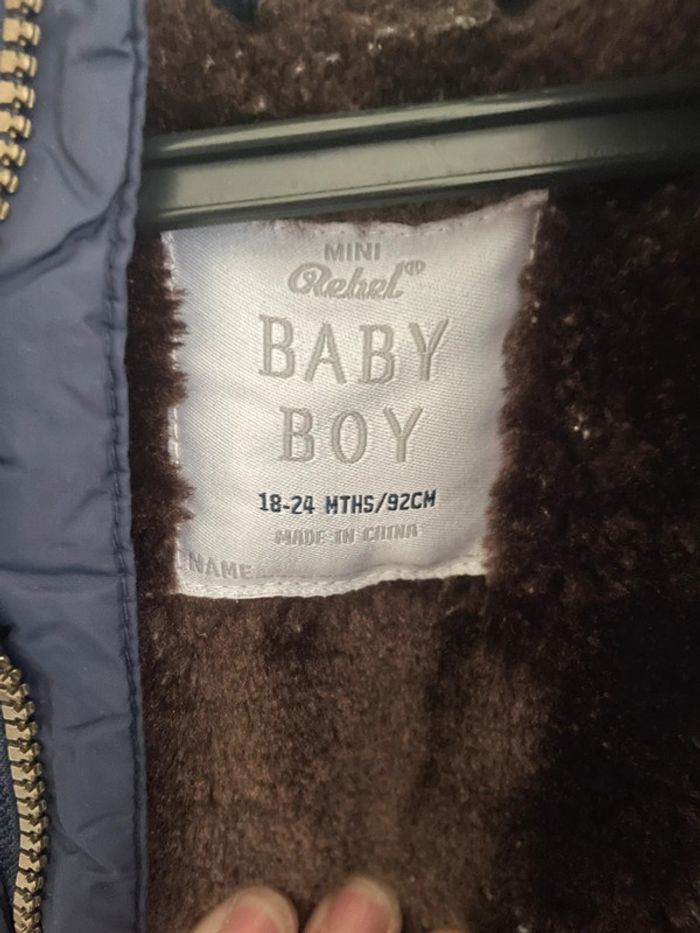 MINI
Rebel
BABY
BOY
18-24 MTHS/92CM
MADE IN CHINA
NAME